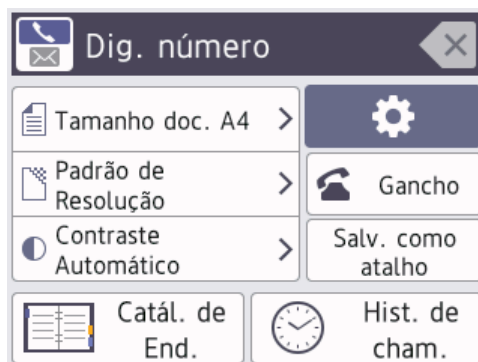 Dig. número
Tamanho doc. A4
Padrão de
Resolução
Gancho
Contraste
Automático
Salv. como
atalho
Catál. de
End.
Hist. de
cham.